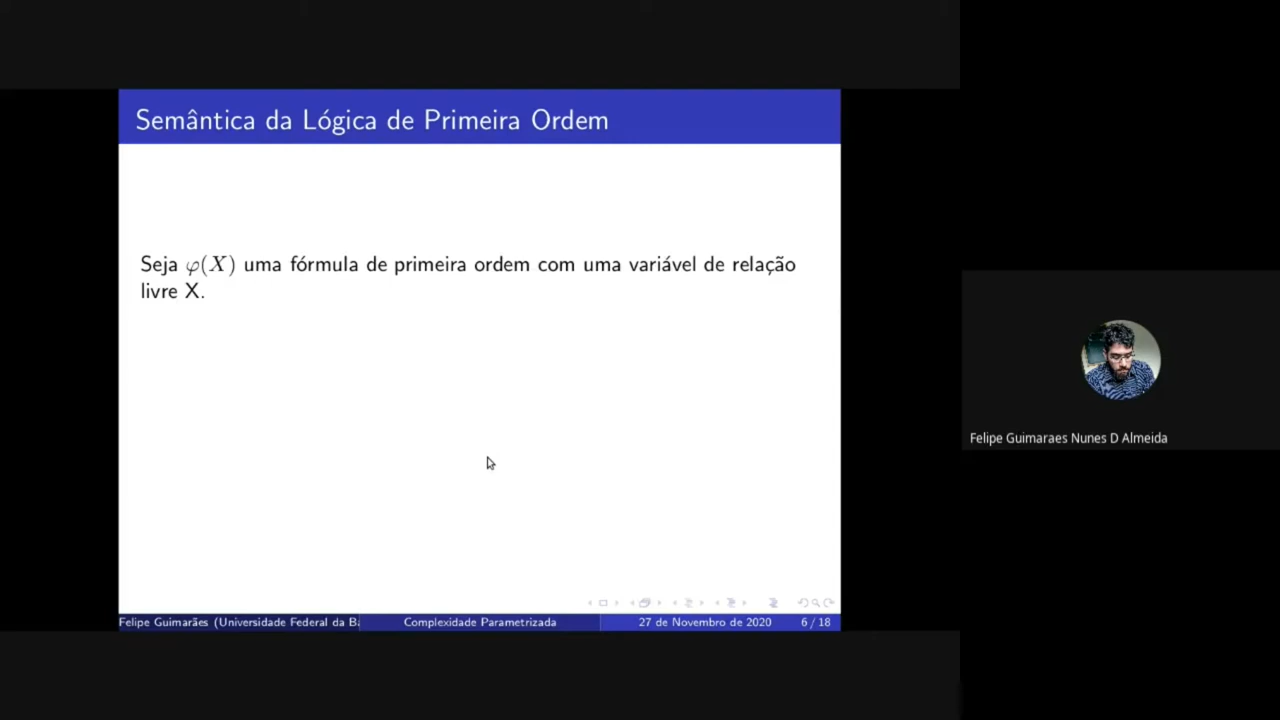 Semântica da Lógica de Primeira Ordem
Seja φ(X) uma fórmula de primeira ordem com uma variável de relação
livre X.
Felipe Guimaraes Nunes D Almeida
Felipe Guimarães (Universidade Federal da Ba
Complexidade Parametrizada
27 de Novembro de 2020
6 / 18